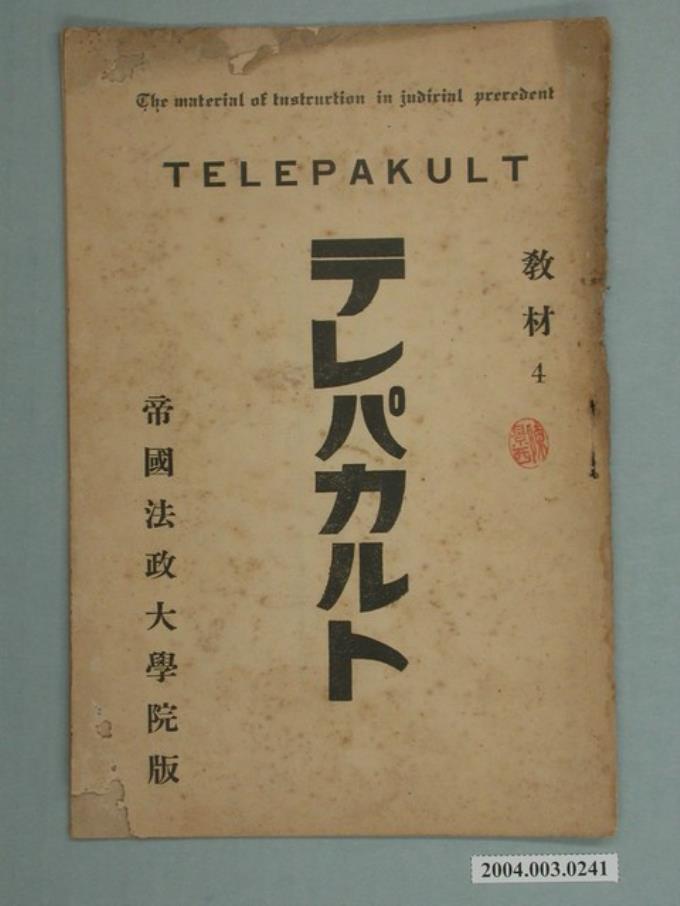 The material of tnstruction in judicial precedent
TELEPAKULT
教材4
テレパカルト
帝國法政大學院版
2004.003.0241